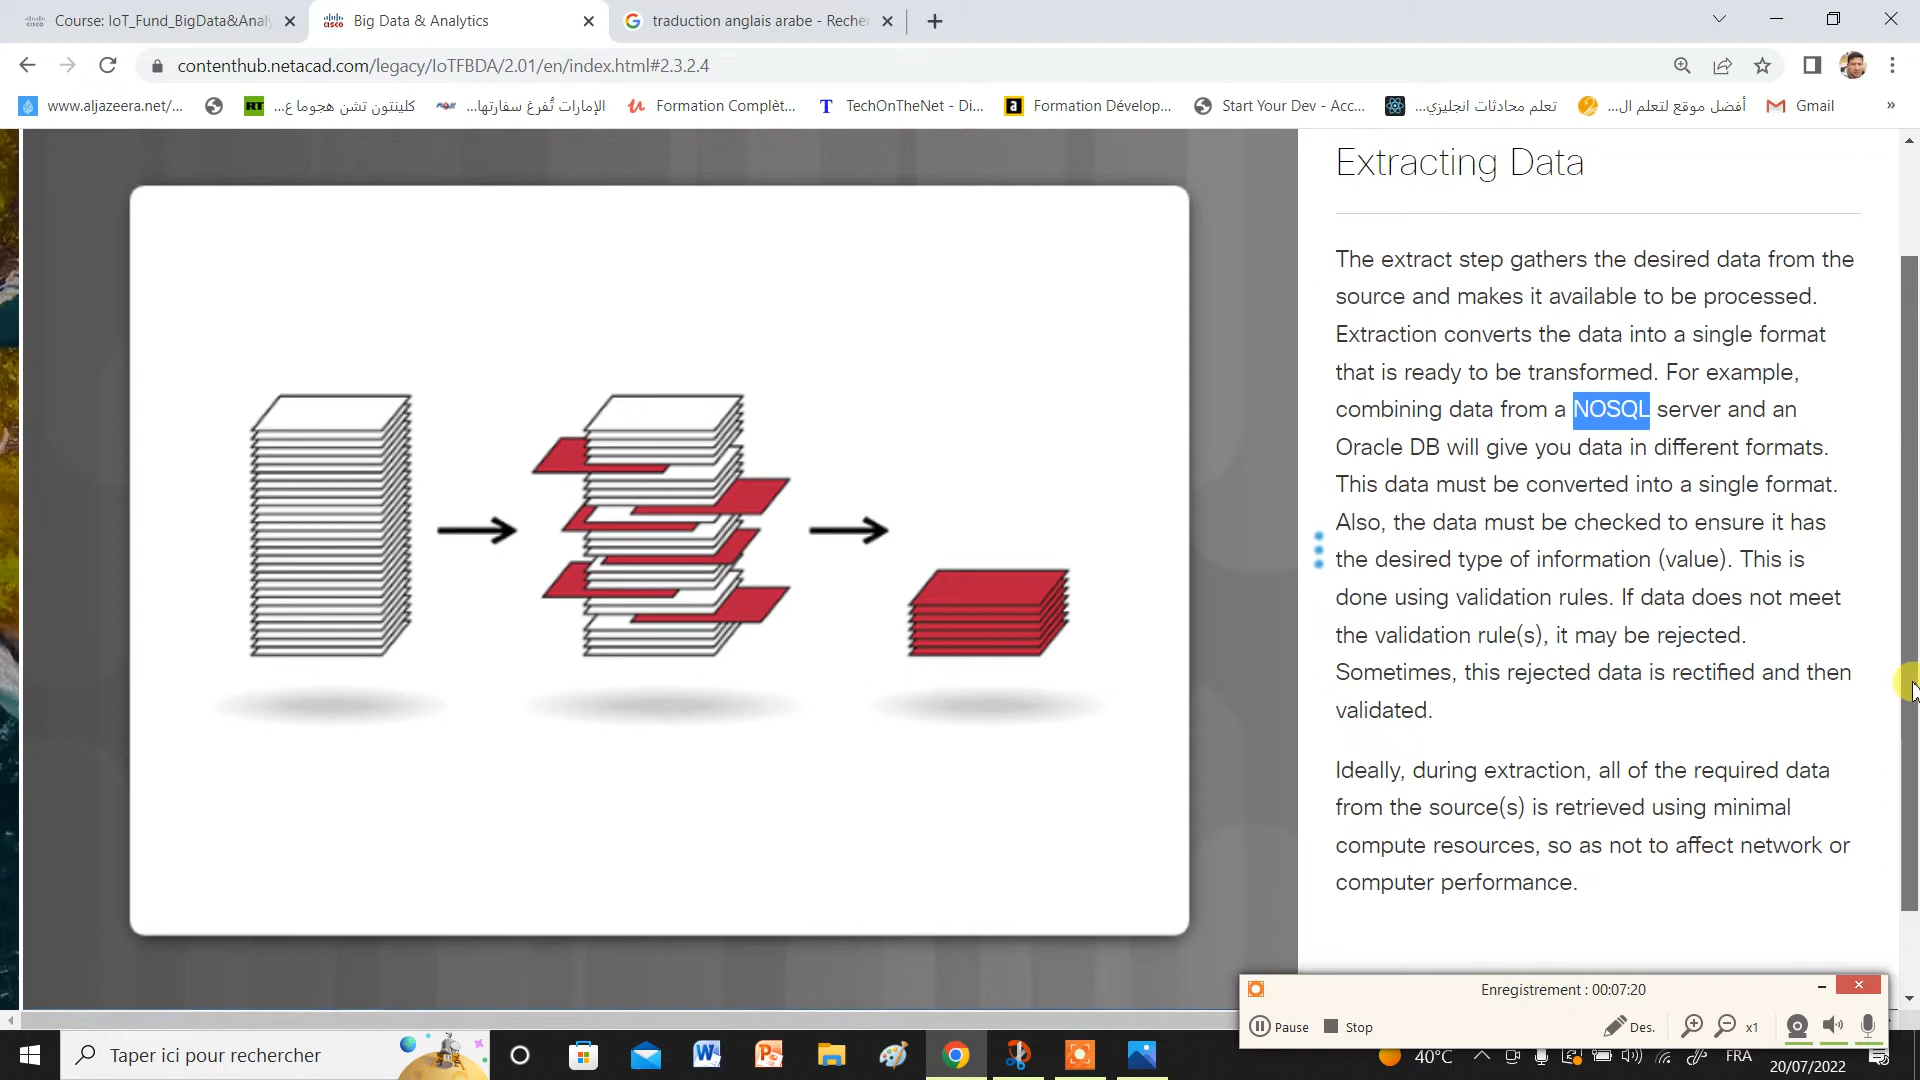 Course: IoT_Fund_BigData&Anal
Big Data & Analytics
traduction anglais arabe - Recher
contenthub.netacad.com/legacy/IoTFBDA/2.01/en/index.html#2.3.2.4
www.aljazeera.net/...
RT
كلينتون تشن هجوما ع...
الإمارات تُفرغ سفارتها...
Formation Complèt...
T
TechOnTheNet - Di...
a
Formation Dévelop...
Start Your Dev - Acc...
تعلم محادثات انجليزي...
أفضل موقع لتعلم ال...
Gmail
»
Extracting Data
The extract step gathers the desired data from the
source and makes it available to be processed.
Extraction converts the data into a single format
that is ready to be transformed. For example,
combining data from a NOSQL server and an
Oracle DB will give you data in different formats.
This data must be converted into a single format.
Also, the data must be checked to ensure it has
the desired type of information (value). This is
done using validation rules. If data does not meet
the validation rule(s), it may be rejected.
Sometimes, this rejected data is rectified and then
validated.
Ideally, during extraction, all of the required data
from the source(s) is retrieved using minimal
compute resources, so as not to affect network or
computer performance.
Enregistrement : 00:07:20
Pause
Stop
Des.
x1
Taper ici pour rechercher
40°C
FRA
20/07/2022